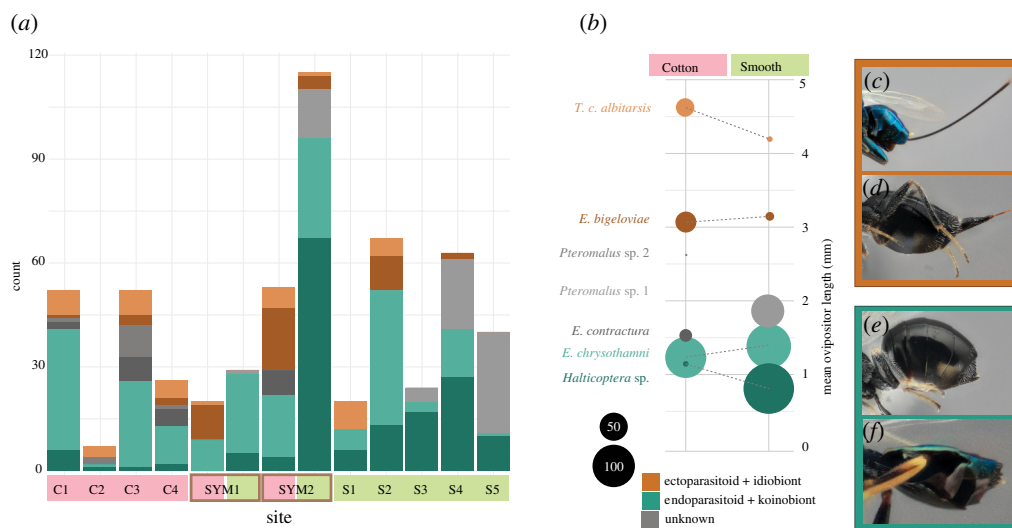 (a)
120
90
60
30
0
count
C1 C2 C3 C4 SYM1 SYM2 S1 S2 S3 S4 S5
site
(b)
Cotton Smooth
T. c. albitarsis
E. bigeloviae
Pteromalus sp. 2
Pteromalus sp. 1
E. contractura
E. chrysothamni
Halticoptera sp.
5
4
3
2
1
0
mean ovipositor length (mm)
50
100
ectoparasitoid + idiobiont
endoparasitoid + koinobiont
unknown
(c)
(d)
(e)
(f)